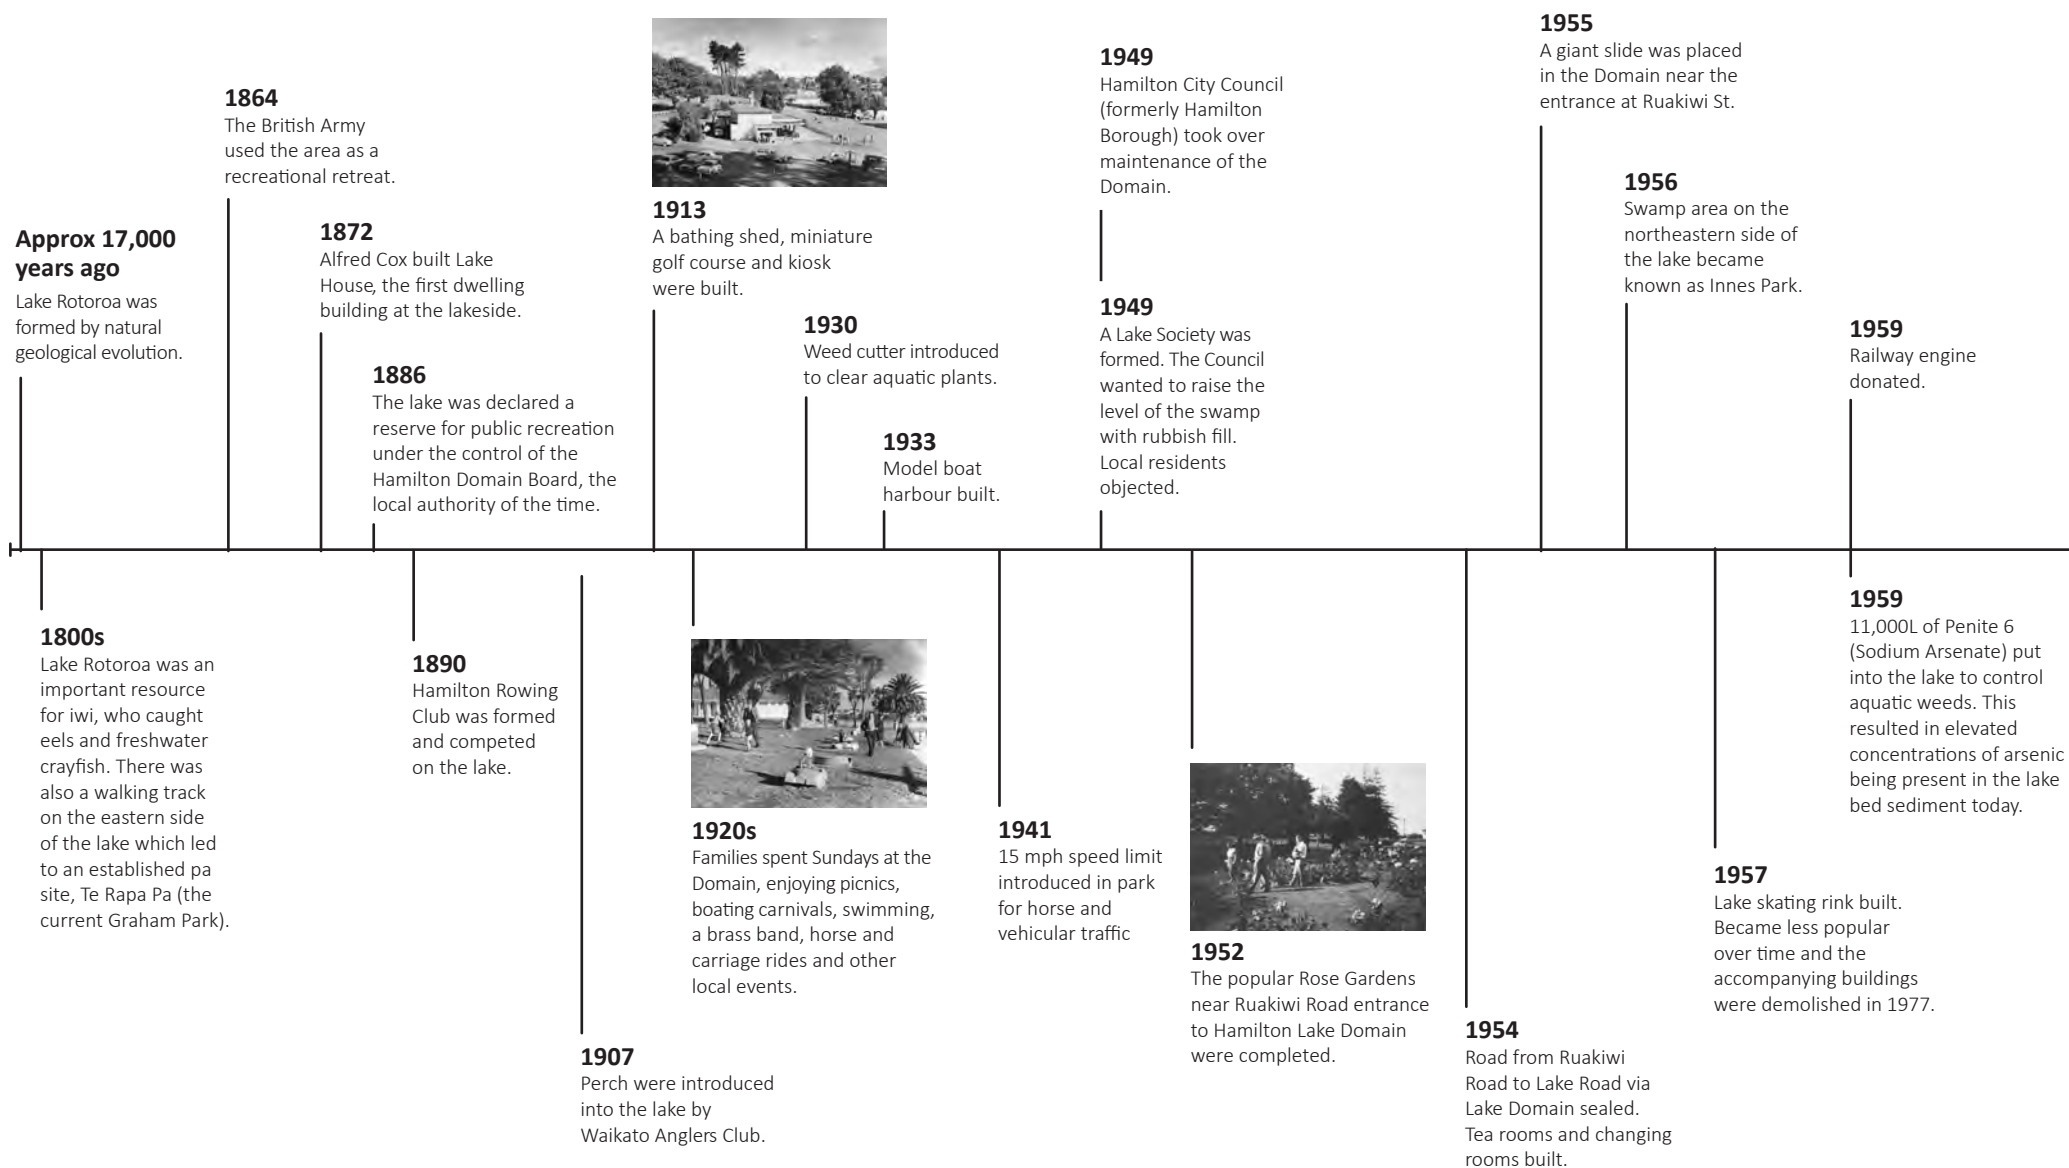 Approx 17,000
years ago
Lake Rotoroa was
formed by natural
geological evolution.
1800s
Lake Rotoroa was an
important resource
for iwi, who caught
eels and freshwater
crayfish. There was
also a walking track
on the eastern side
of the lake which led
to an established pa
site, Te Rapa Pa (the
current Graham Park).
1864
The British Army
used the area as a
recreational retreat.
1872
Alfred Cox built Lake
House, the first dwelling
building at the lakeside.
1886
The lake was declared a
reserve for public recreation
under the control of the
Hamilton Domain Board, the
local authority of the time.
1890
Hamilton Rowing
Club was formed
and competed
on the lake.
1907
Perch were introduced
into the lake by
Waikato Anglers Club.
1913
A bathing shed, miniature
golf course and kiosk
were built.
1920s
Families spent Sundays at the
Domain, enjoying picnics,
boating carnivals, swimming,
a brass band, horse and
carriage rides and other
local events.
1930
Weed cutter introduced
to clear aquatic plants.
1933
Model boat
harbour built.
1941
15 mph speed limit
introduced in park
for horse and
vehicular traffic
1949
Hamilton City Council
(formerly Hamilton
Borough) took over
maintenance of the
Domain.
1949
A Lake Society was
formed. The Council
wanted to raise the
level of the swamp
with rubbish fill.
Local residents
objected.
1952
The popular Rose Gardens
near Ruakiwi Road entrance
to Hamilton Lake Domain
were completed.
1954
Road from Ruakiwi
Road to Lake Road via
Lake Domain sealed.
Tea rooms and changing
rooms built.
1955
A giant slide was placed
in the Domain near the
entrance at Ruakiwi St.
1956
Swamp area on the
northeastern side of
the lake became
known as Innes Park.
1957
Lake skating rink built.
Became less popular
over time and the
accompanying buildings
were demolished in 1977.
1959
Railway engine
donated.
1959
11,000L of Penite 6
(Sodium Arsenate) put
into the lake to control
aquatic weeds. This
resulted in elevated
concentrations of arsenic
being present in the lake
bed sediment today.